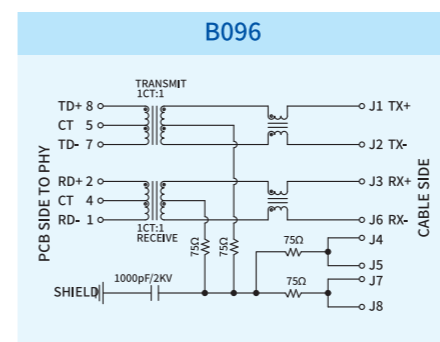 B096
TRANSMIT
1CT:1
TD+ 8
J1 TX+
CT 5
TD- 7
J2 TX-
PCB SIDE TO PHY
CABLE SIDE
RD+ 2
J3 RX+
CT 4
RD- 1
J6 RX-
1CT:1
RECEIVE
75Ω
75Ω
75Ω
J4
J5
1000pF/2KV
75Ω
J7
SHIELD
J8